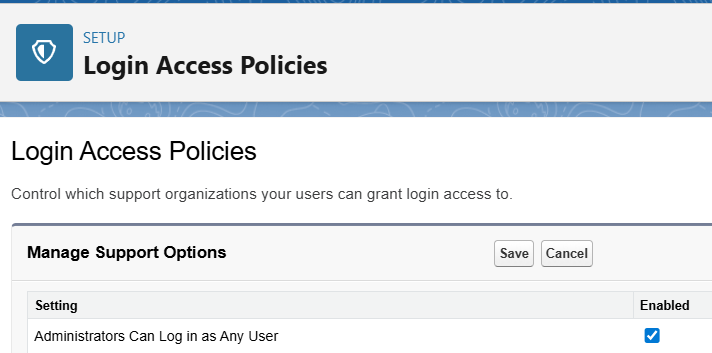 SETUP
Login Access Policies
Login Access Policies
Control which support organizations your users can grant login access to.
Manage Support Options Save Cancel
Setting Enabled
Administrators Can Log in as Any User